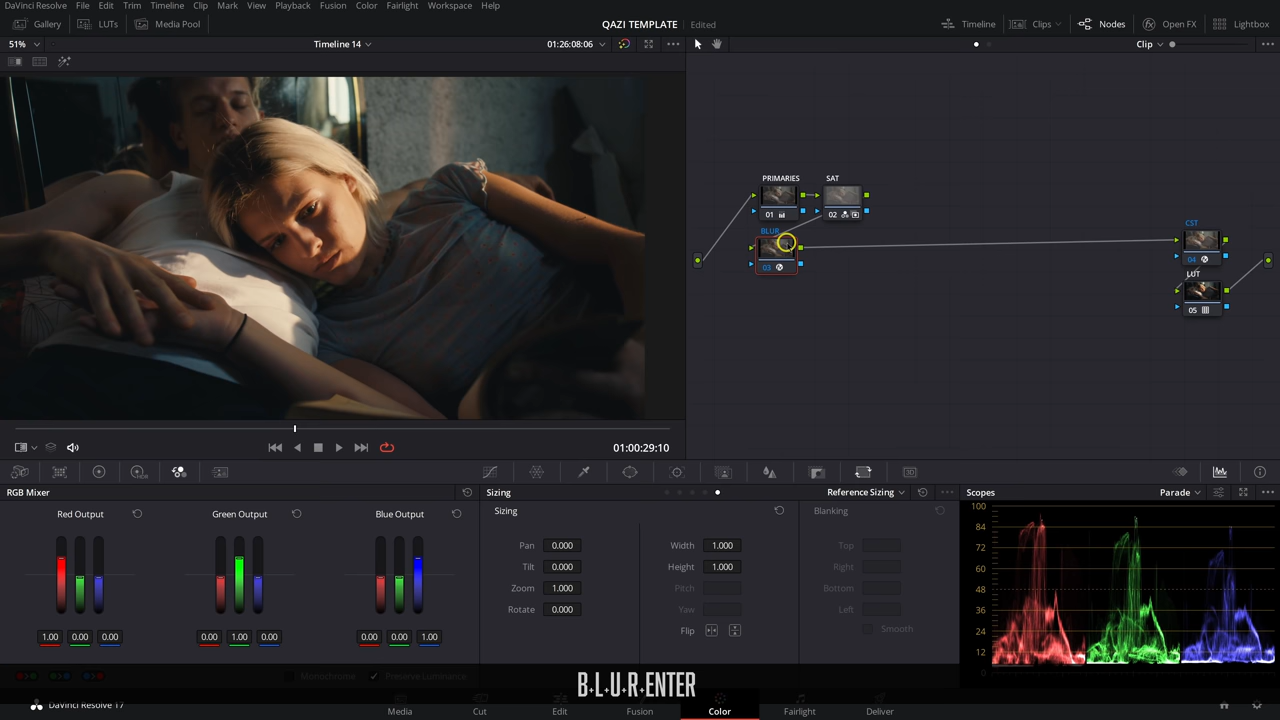 DaVinci Resolve File Edit Trim Timeline Clip Mark View Playback Fusion Color Fairlight Workspace Help
Gallery LUTs Media Pool QAZI TEMPLATE Edited Timeline Clips Nodes Open FX Lightbox
51% Timeline 14 01:26:08:06 Clip
PRIMARIES SAT
01 02
BLUR
03
CST
04
LUT
05
01:00:29:10
RGB Mixer Sizing Reference Sizing Scopes Parade
Red Output Green Output Blue Output Sizing Blanking
Pan 0.000 Width 1.000 Top
Tilt 0.000 Height 1.000 Right
Zoom 1.000 Pitch Bottom
Rotate 0.000 Yaw Left
Flip Smooth
1.00 0.00 0.00 0.00 1.00 0.00 0.00 0.00 1.00
100
84
72
60
48
36
24
12
0
Monochrome Preserve Luminance
B+L+U+R+ENTER
DaVinci Resolve 17 Media Cut Edit Fusion Color Fairlight Deliver